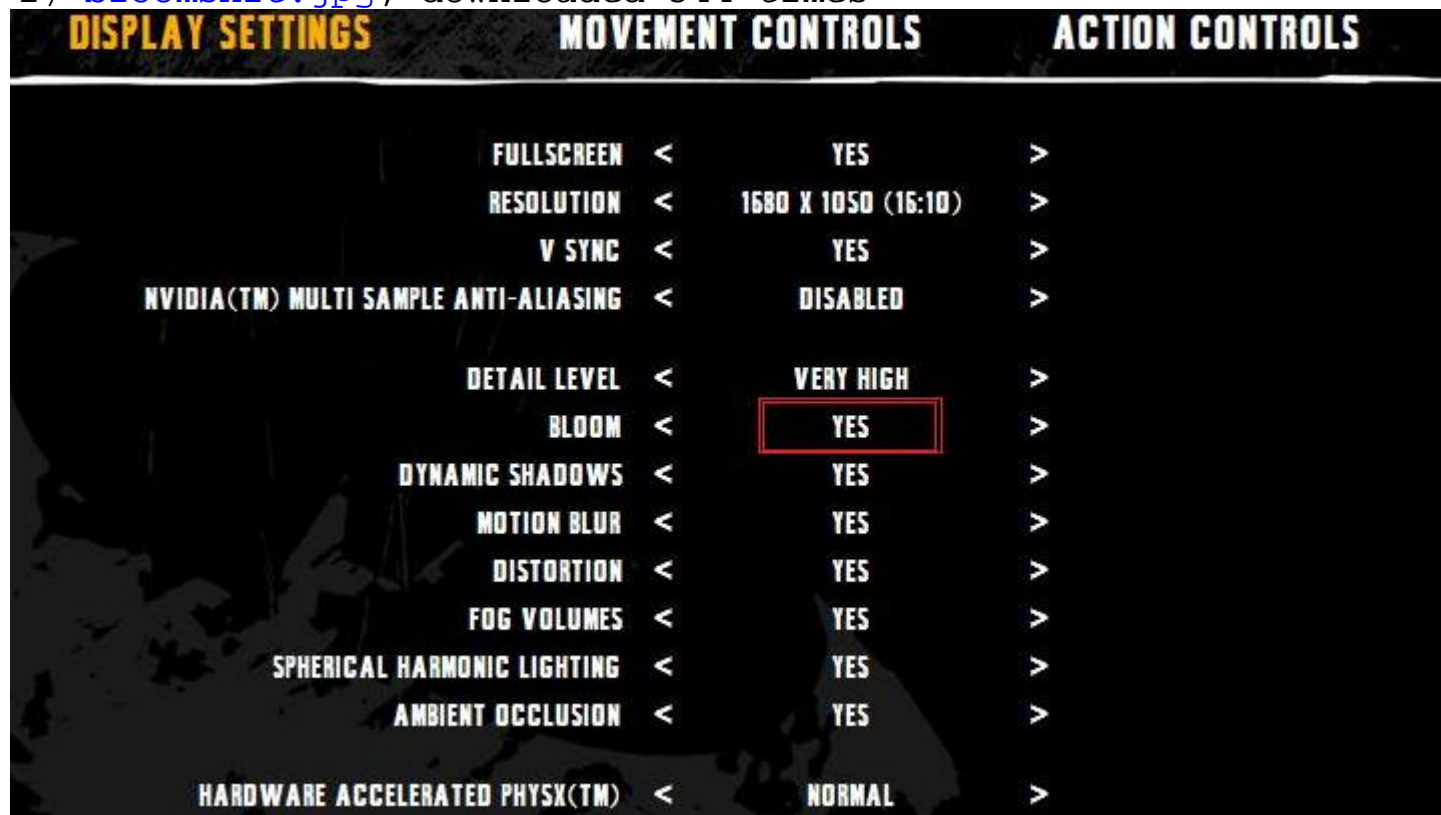 DISPLAY SETTINGS MOVEMENT CONTROLS ACTION CONTROLS
FULLSCREEN < YES >
RESOLUTION < 1680 X 1050 (16:10) >
V SYNC < YES >
NVIDIA(TM) MULTI SAMPLE ANTI-ALIASING < DISABLED >
DETAIL LEVEL < VERY HIGH >
BLOOM < YES >
DYNAMIC SHADOWS < YES >
MOTION BLUR < YES >
DISTORTION < YES >
FOG VOLUMES < YES >
SPHERICAL HARMONIC LIGHTING < YES >
AMBIENT OCCLUSION < YES >
HARDWARE ACCELERATED PHYSX(TM) < NORMAL >